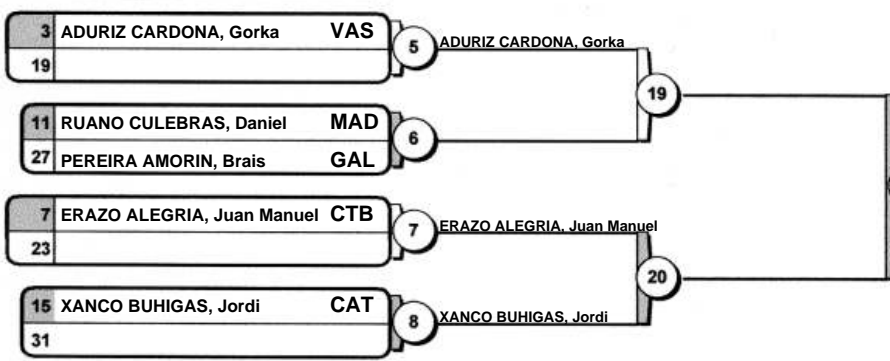 3 ADURIZ CARDONA, Gorka VAS
19
5
ADURIZ CARDONA, Gorka
19
11 RUANO CULEBRAS, Daniel MAD
27 PEREIRA AMORIN, Brais GAL
6
7 ERAZO ALEGRIA, Juan Manuel CTB
23
7
ERAZO ALEGRIA, Juan Manuel
20
15 XANCO BUHIGAS, Jordi CAT
31
8
XANCO BUHIGAS, Jordi